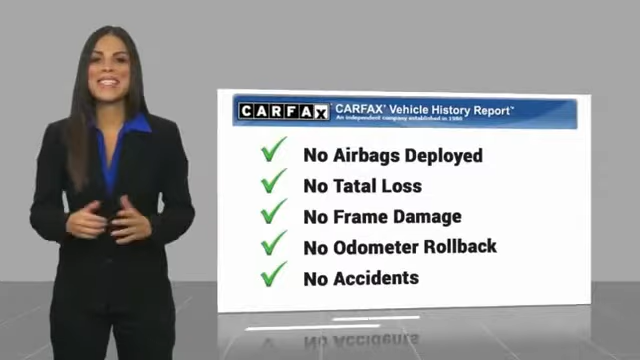 CARFAX CARFAX Vehicle History Report™
An independent company established in 1986
No Airbags Deployed
No Tatal Loss
No Frame Damage
No Odometer Rollback
No Accidents